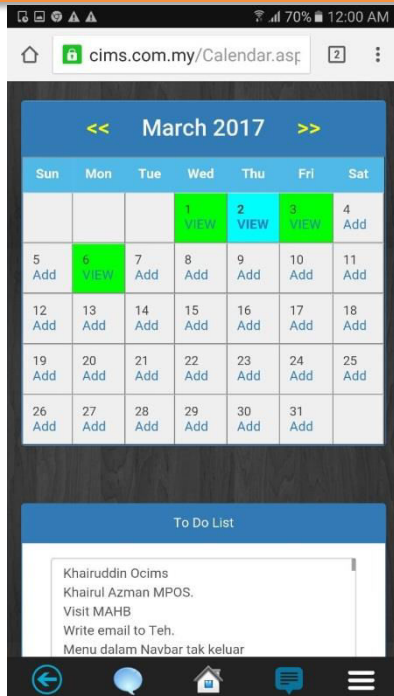 70% 12:00 AM
cims.com.my/Calendar.asp 2
<< March 2017 >>
Sun Mon Tue Wed Thu Fri Sat
1 2 3 4
VIEW VIEW VIEW Add
5 6 7 8 9 10 11
Add VIEW Add Add Add Add Add
12 13 14 15 16 17 18
Add Add Add Add Add Add Add
19 20 21 22 23 24 25
Add Add Add Add Add Add Add
26 27 28 29 30 31
Add Add Add Add Add Add
To Do List
Khairuddin Ocims
Khairul Azman MPOS.
Visit MAHB
Write email to Teh.
Menu dalam Navbar tak keluar